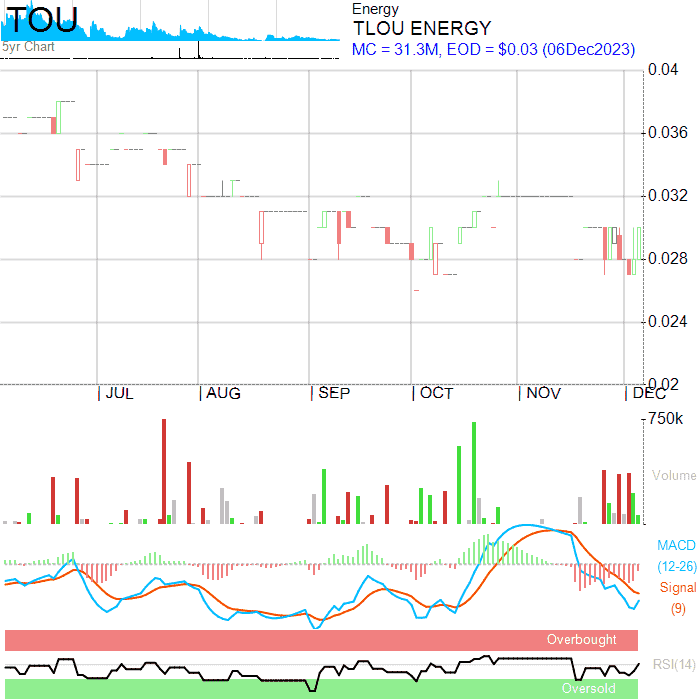 TOU
Energy
TLOU ENERGY
5yr Chart
MC = 31.3M, EOD = $0.03 (06Dec2023)
0.04
0.036
0.032
0.028
0.024
0.02
JUL AUG SEP OCT NOV DEC
750k
Volume
MACD
(12-26)
Signal
(9)
Overbought
RSI(14)
Oversold